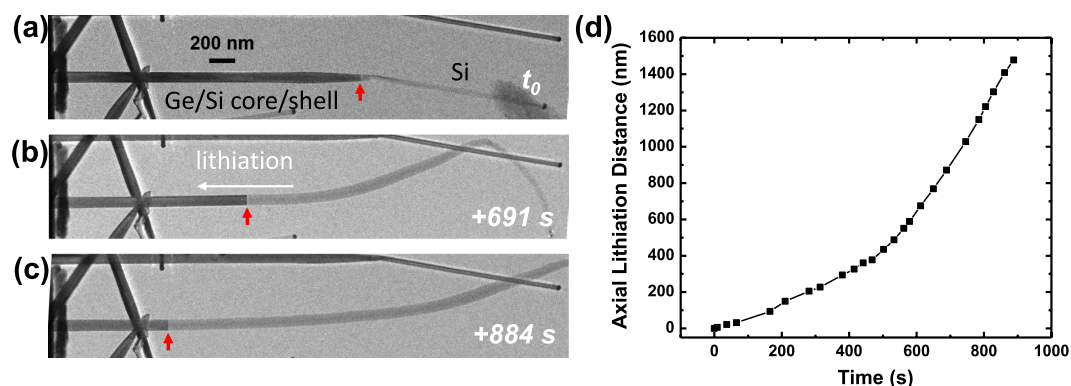 (a)
200 nm
Si
t0
Ge/Si core/shell
(b)
lithiation
+691 s
(c)
+884 s
(d)
1600
1400
1200
1000
800
600
400
200
0
Axial Lithiation Distance (nm)
0 200 400 600 800 1000
Time (s)